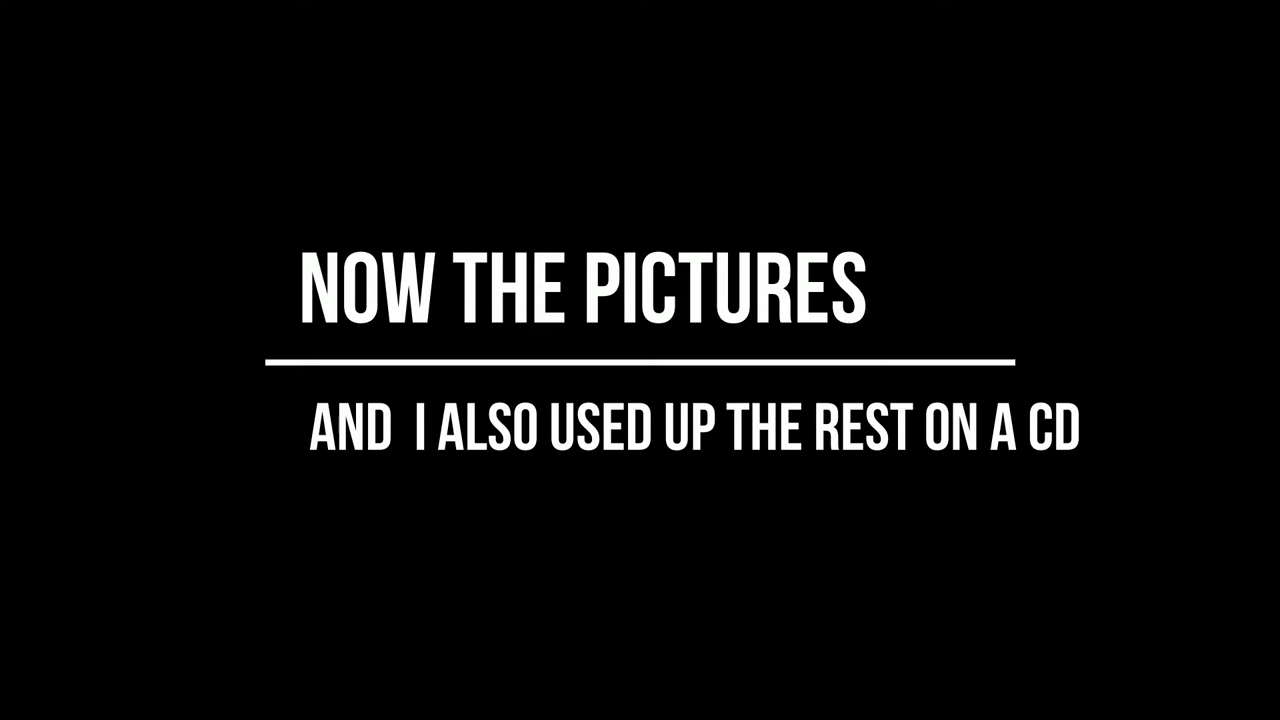 NOW THE PICTURES
AND  I ALSO USED UP THE REST ON A CD